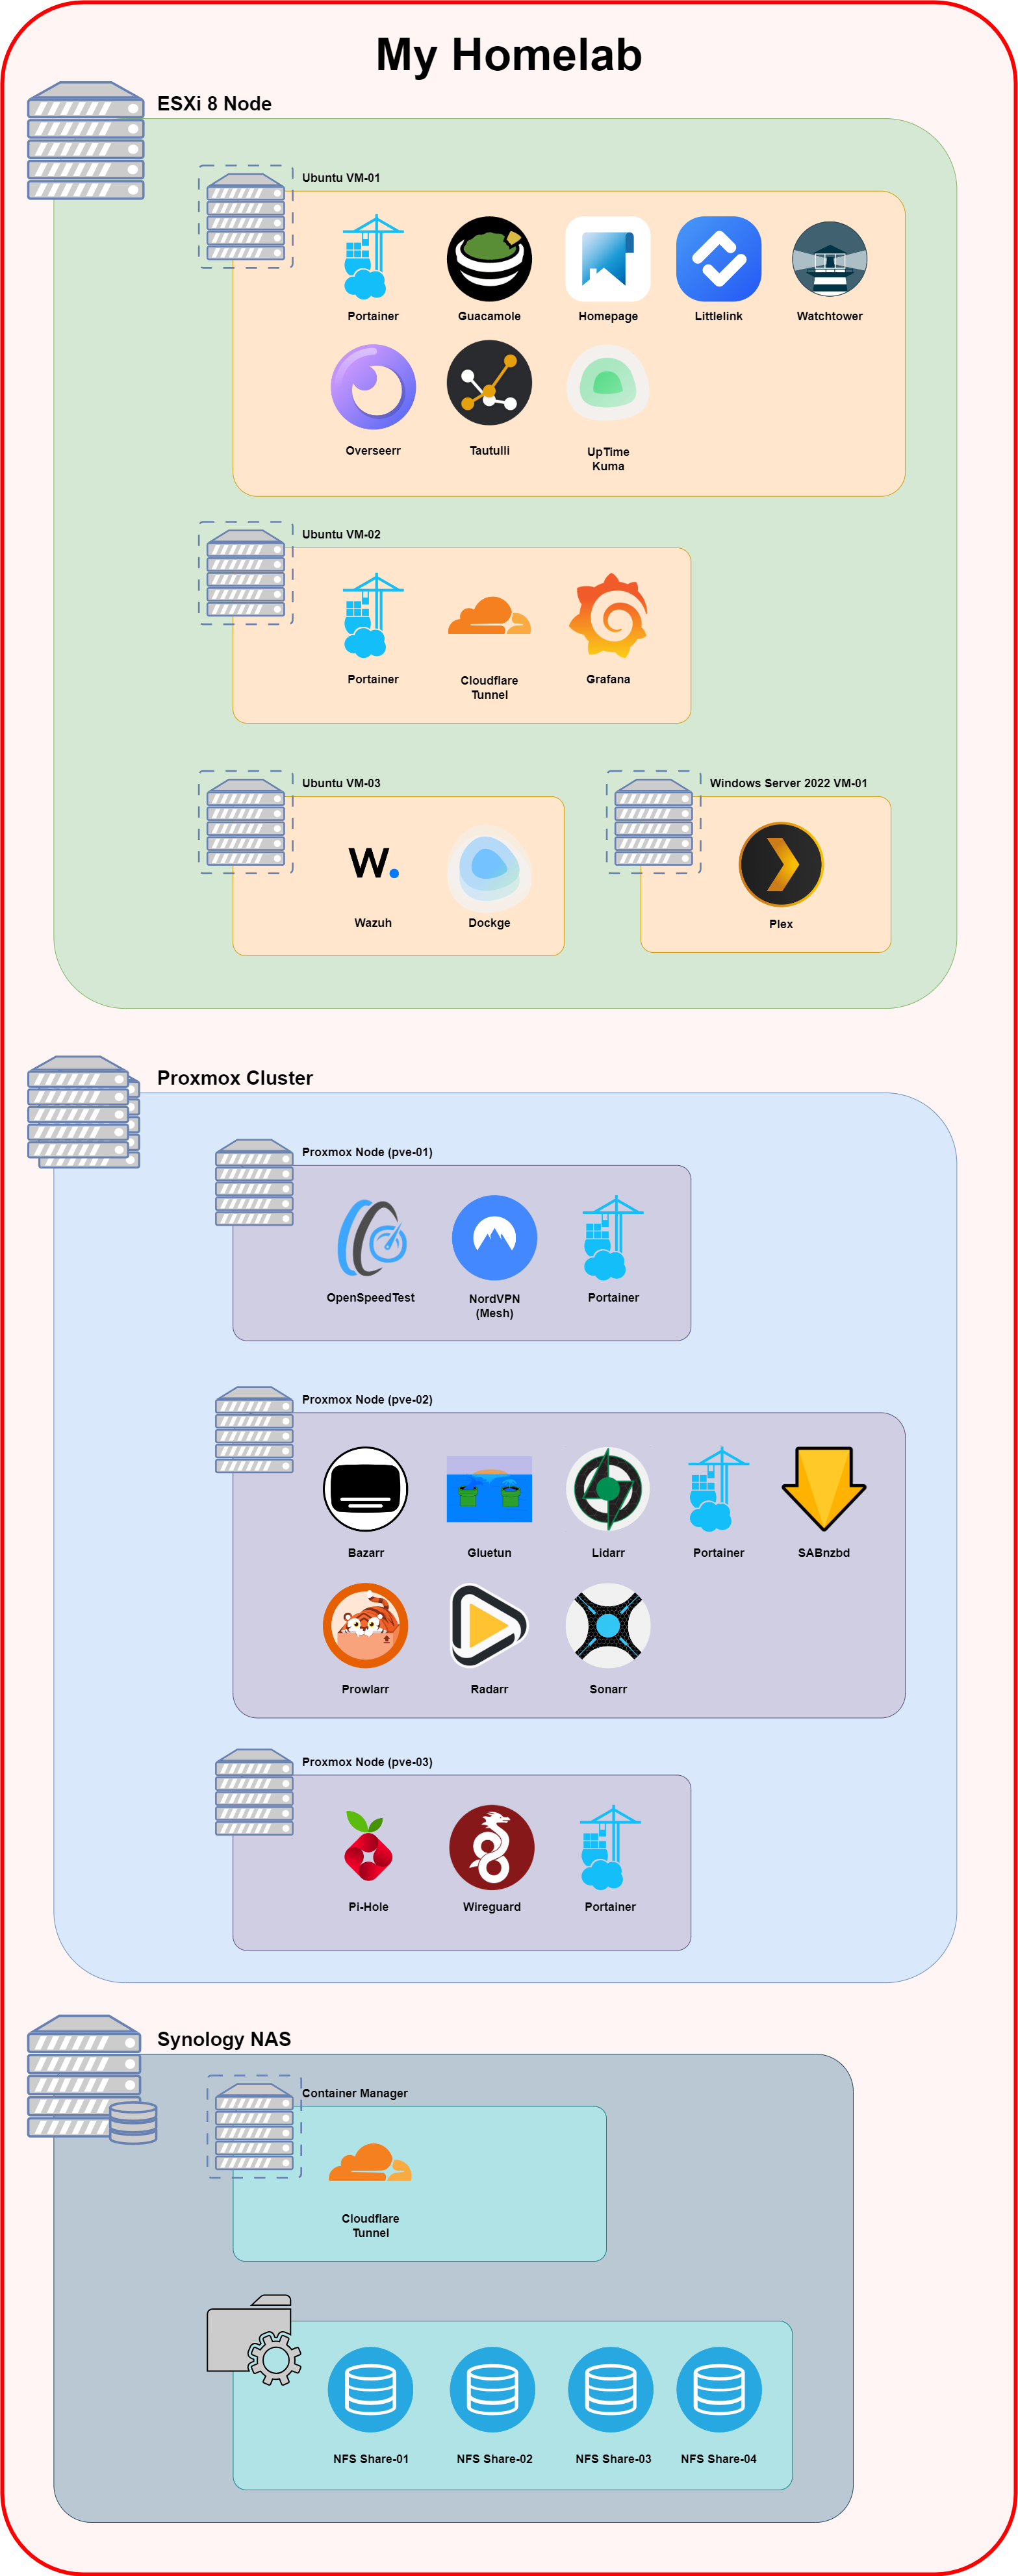 My Homelab
ESXi 8 Node
Ubuntu VM-01
Portainer
Guacamole
Homepage
Littlelink
Watchtower
Overseerr
Tautulli
UpTime
Kuma
Ubuntu VM-02
Portainer
Cloudflare
Tunnel
Grafana
Ubuntu VM-03
W.
Wazuh
Dockge
Windows Server 2022 VM-01
Plex
Proxmox Cluster
Proxmox Node (pve-01)
OpenSpeedTest
NordVPN
(Mesh)
Portainer
Proxmox Node (pve-02)
Bazarr
Gluetun
Lidarr
Portainer
SABnzbd
Prowlarr
Radarr
Sonarr
Proxmox Node (pve-03)
Pi-Hole
Wireguard
Portainer
Synology NAS
Container Manager
Cloudflare
Tunnel
NFS Share-01
NFS Share-02
NFS Share-03
NFS Share-04